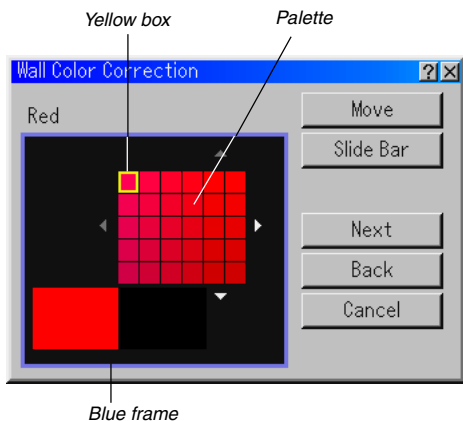 Yellow box
Palette
Wall Color Correction
?
×
Red
Move
Slide Bar
Next
Back
Cancel
Blue frame